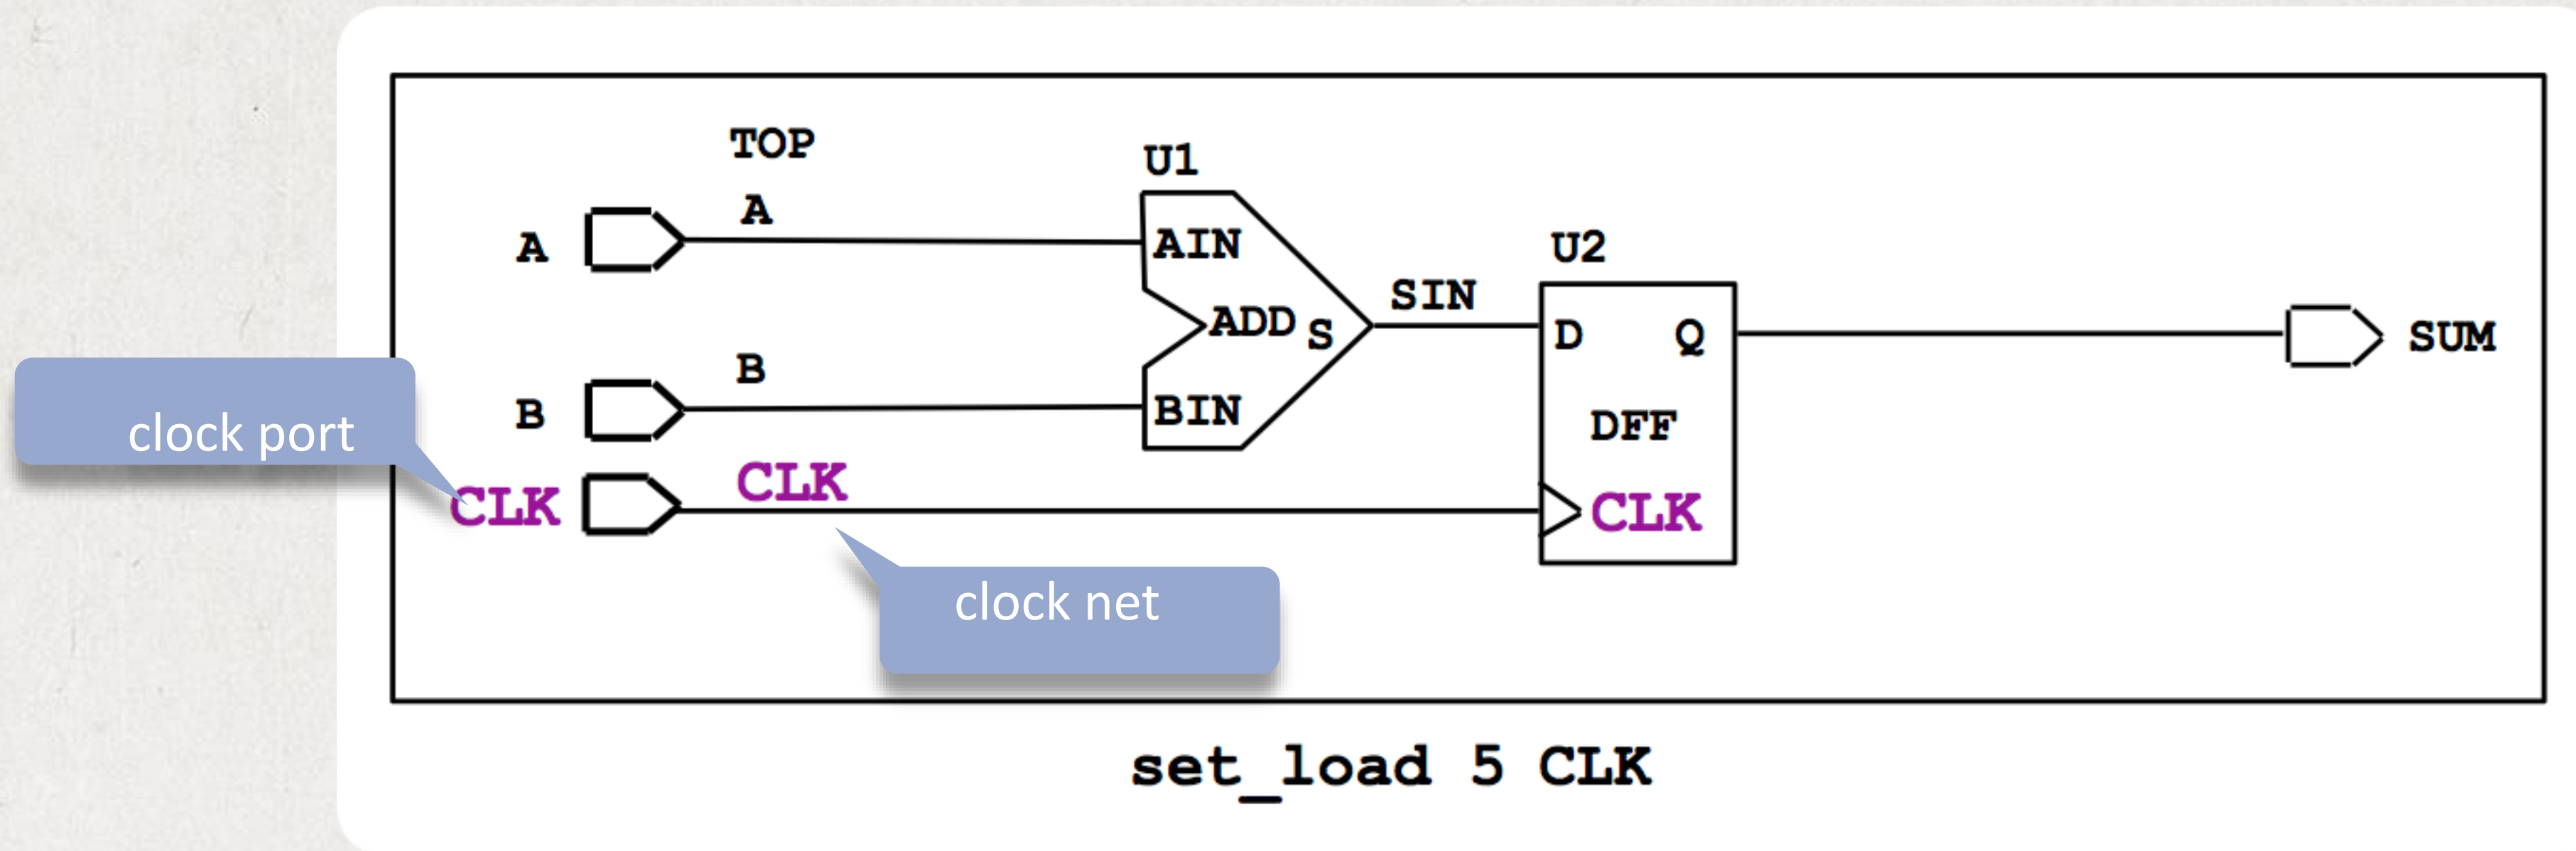 TOP
A
A
U1
AIN
ADD S
BIN
SIN
U2
D Q
DFF
CLK
SUM
B
B
clock port
CLK
CLK
clock net
set_load 5 CLK